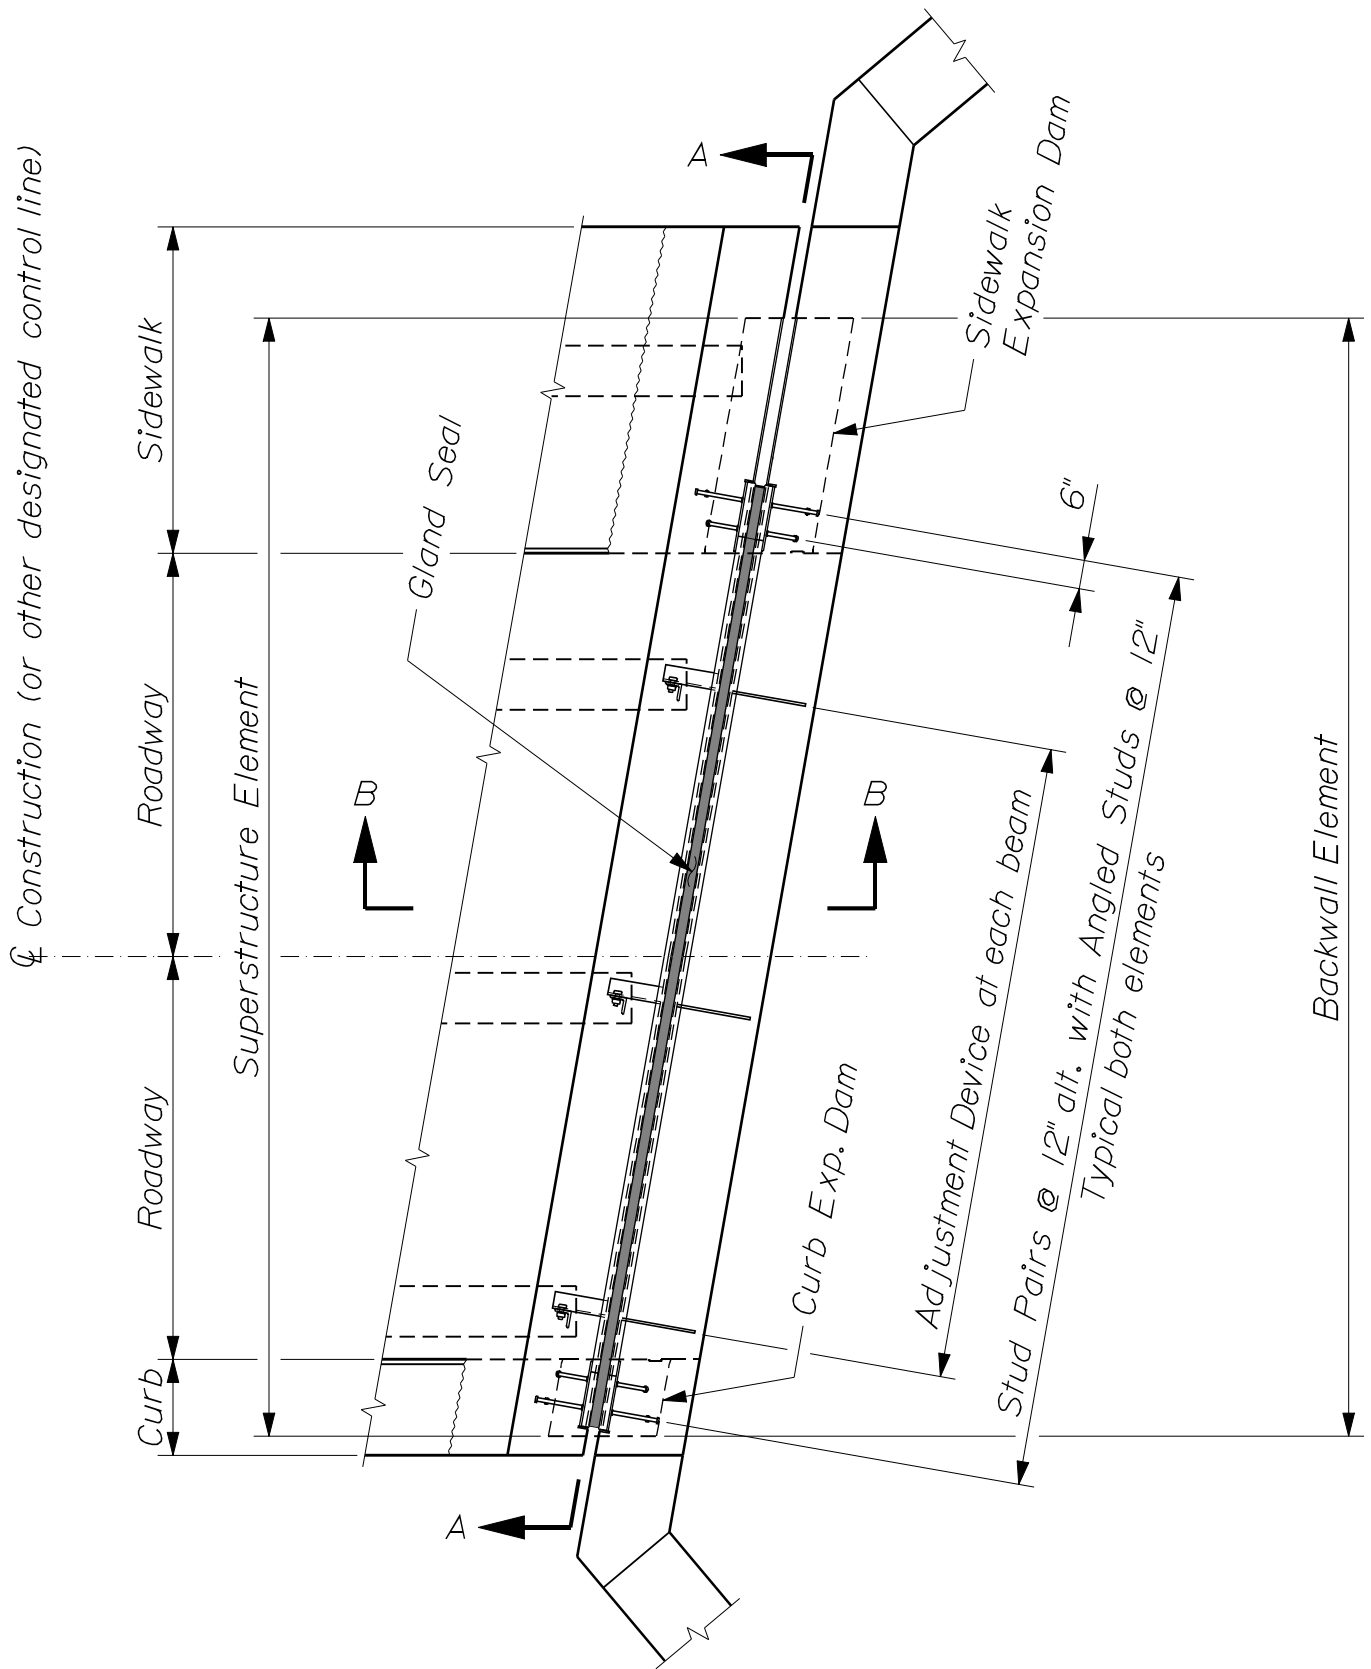 ℄ Construction (or other designated control line)
Sidewalk
Roadway
Roadway
Curb
Superstructure Element
Gland Seal
A
A
B
B
Sidewalk
Expansion Dam
6"
Curb Exp. Dam
Adjustment Device at each beam
Stud Pairs @ 12" alt. with Angled Studs @ 12"
Typical both elements
Backwall Element